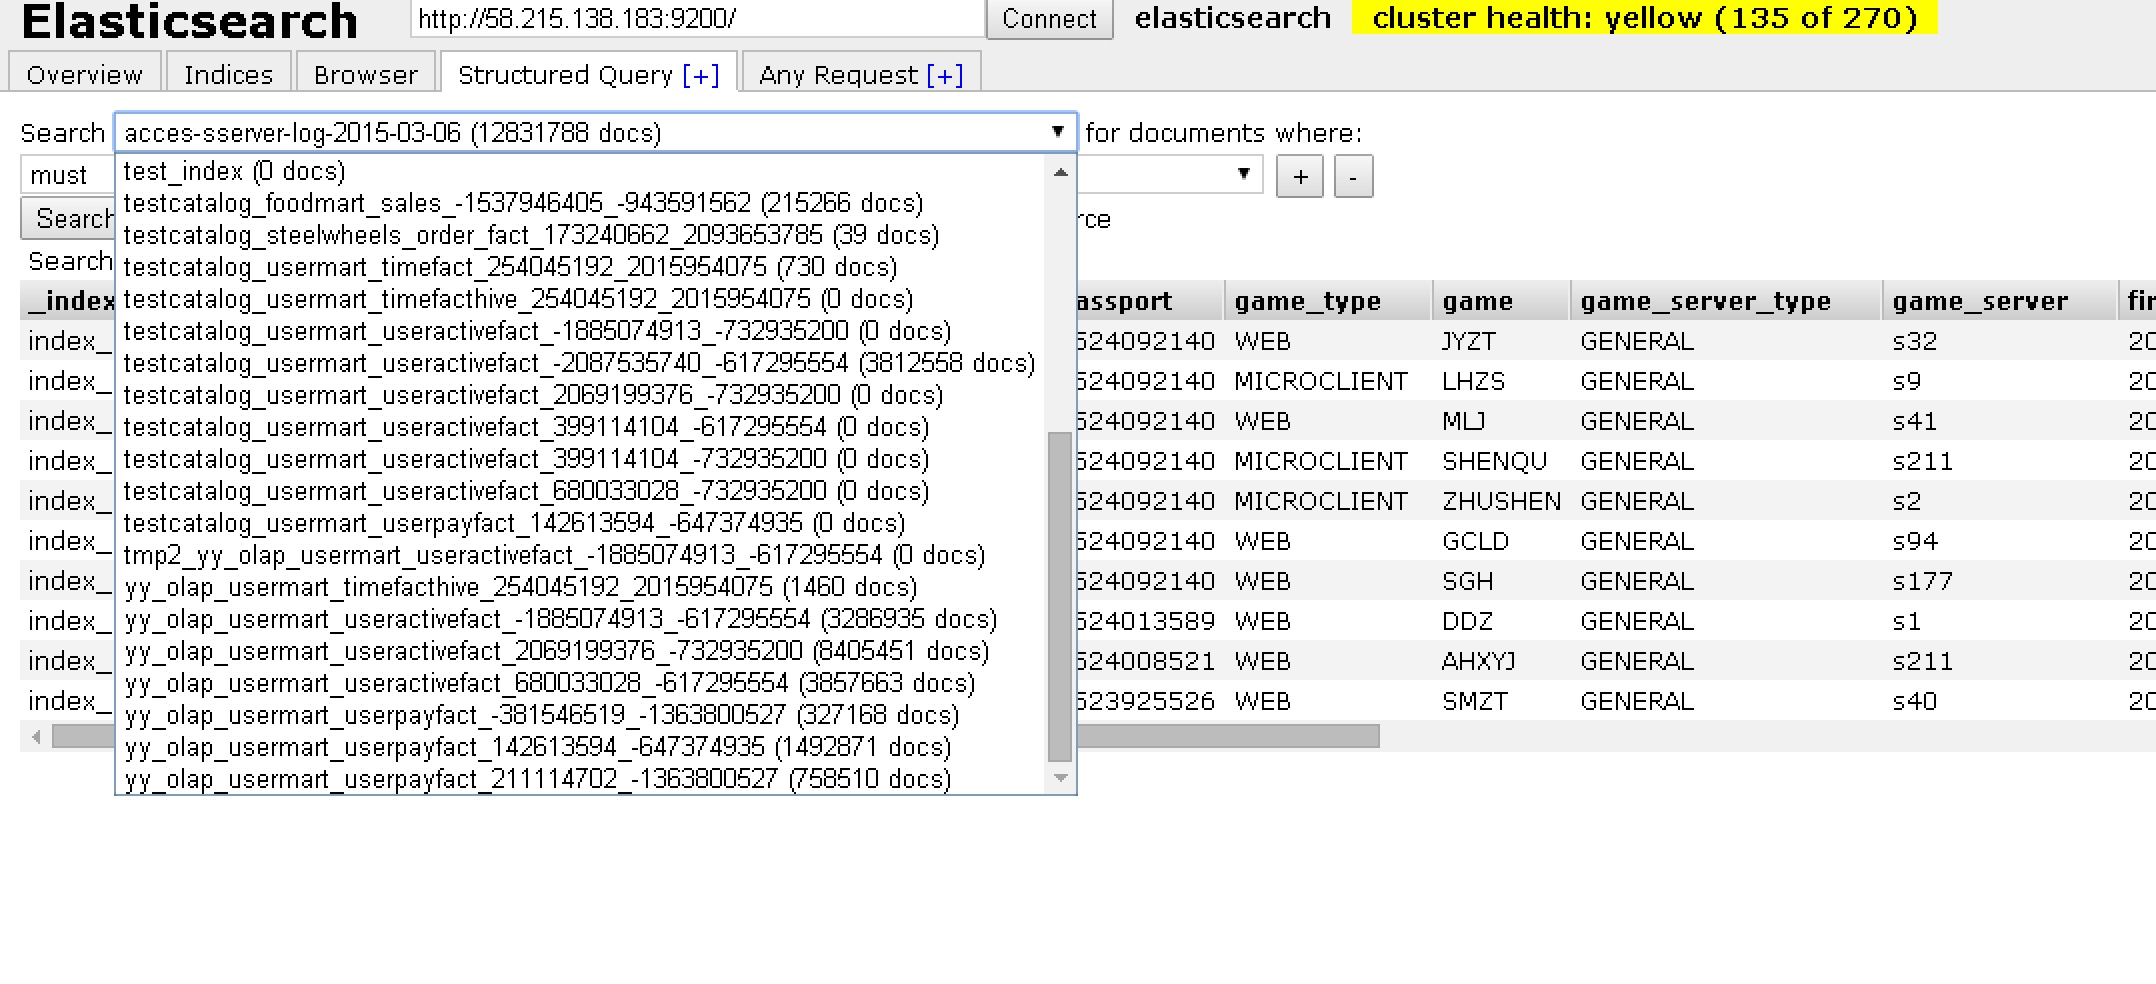 Elasticsearch http://58.215.138.183:9200/ Connect elasticsearch cluster health: yellow (135 of 270)
Overview Indices Browser Structured Query [+] Any Request [+]
Search acces-sserver-log-2015-03-06 (12831788 docs) for documents where:
must + -
Search rce
Search
test_index (0 docs)
testcatalog_foodmart_sales_-1537946405_-943591562 (215266 docs)
testcatalog_steelwheels_order_fact_173240662_2093653785 (39 docs)
testcatalog_usermart_timefact_254045192_2015954075 (730 docs)
testcatalog_usermart_timefacthive_254045192_2015954075 (0 docs)
testcatalog_usermart_useractivefact_-1885074913_-732935200 (0 docs)
testcatalog_usermart_useractivefact_-2087535740_-617295554 (3812558 docs)
testcatalog_usermart_useractivefact_2069199376_-732935200 (0 docs)
testcatalog_usermart_useractivefact_399114104_-617295554 (0 docs)
testcatalog_usermart_useractivefact_399114104_-732935200 (0 docs)
testcatalog_usermart_useractivefact_680033028_-732935200 (0 docs)
testcatalog_usermart_userpayfact_142613594_-647374935 (0 docs)
tmp2_yy_olap_usermart_useractivefact_-1885074913_-617295554 (0 docs)
yy_olap_usermart_timefacthive_254045192_2015954075 (1460 docs)
yy_olap_usermart_useractivefact_-1885074913_-617295554 (3286935 docs)
yy_olap_usermart_useractivefact_2069199376_-732935200 (8405451 docs)
yy_olap_usermart_useractivefact_680033028_-617295554 (3857663 docs)
yy_olap_usermart_userpayfact_-381546519_-1363800527 (327168 docs)
yy_olap_usermart_userpayfact_142613594_-647374935 (1492871 docs)
yy_olap_usermart_userpayfact_211114702_-1363800527 (758510 docs)
_index assport game_type game game_server_type game_server fir
index_ 524092140 WEB JYZT GENERAL s32 20
index_ 524092140 MICROCLIENT LHZS GENERAL s9 20
index_ 524092140 WEB MLJ GENERAL s41 20
index_ 524092140 MICROCLIENT SHENQU GENERAL s211 20
index_ 524092140 MICROCLIENT ZHUSHEN GENERAL s2 20
index_ 524092140 WEB GCLD GENERAL s94 20
index_ 524092140 WEB SGH GENERAL s177 20
index_ 524013589 WEB DDZ GENERAL s1 20
index_ 524008521 WEB AHXYJ GENERAL s211 20
index_ 523925526 WEB SMZT GENERAL s40 20